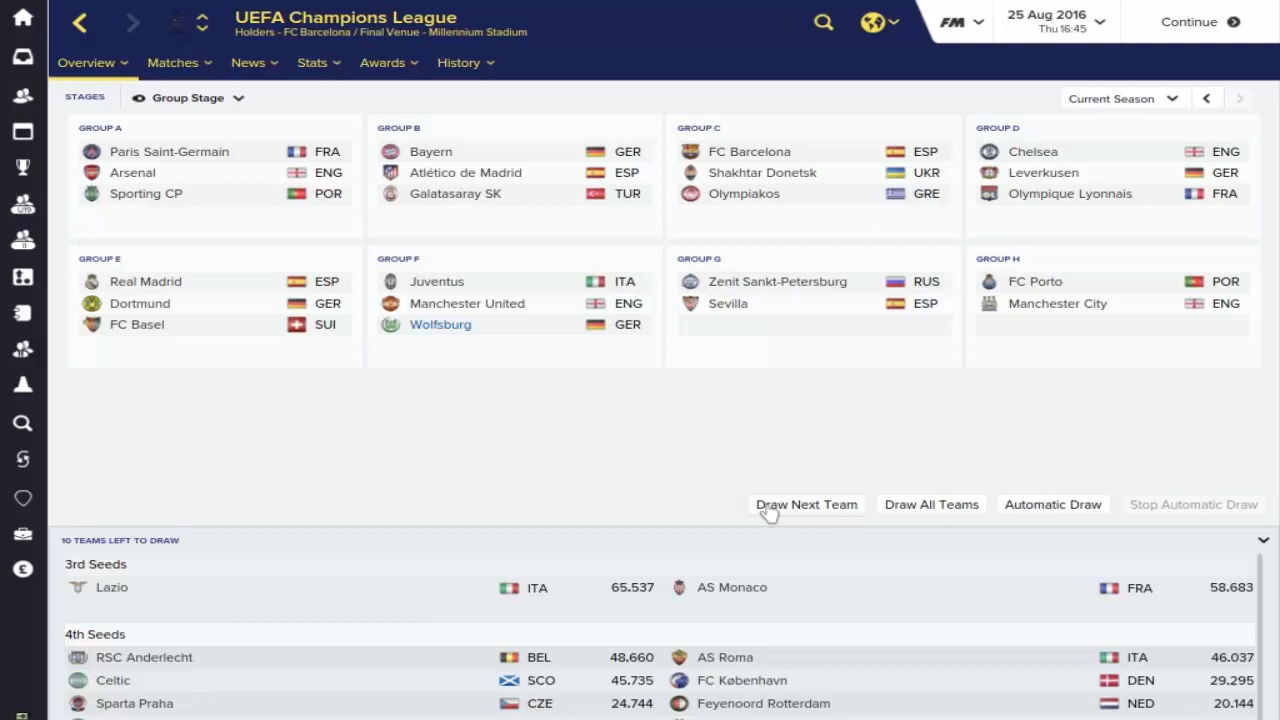 UEFA Champions League
Holders - FC Barcelona / Final Venue - Millennium Stadium
FM
25 Aug 2016
Thu 16:45
Continue
Overview Matches News Stats Awards History
STAGES Group Stage Current Season
GROUP A
Paris Saint-Germain FRA
Arsenal ENG
Sporting CP POR
GROUP B
Bayern GER
Atlético de Madrid ESP
Galatasaray SK TUR
GROUP C
FC Barcelona ESP
Shakhtar Donetsk UKR
Olympiakos GRE
GROUP D
Chelsea ENG
Leverkusen GER
Olympique Lyonnais FRA
GROUP E
Real Madrid ESP
Dortmund GER
FC Basel SUI
GROUP F
Juventus ITA
Manchester United ENG
Wolfsburg GER
GROUP G
Zenit Sankt-Petersburg RUS
Sevilla ESP
GROUP H
FC Porto POR
Manchester City ENG
Draw Next Team Draw All Teams Automatic Draw Stop Automatic Draw
10 TEAMS LEFT TO DRAW
3rd Seeds
Lazio ITA 65.537 AS Monaco FRA 58.683
4th Seeds
RSC Anderlecht BEL 48.660 AS Roma ITA 46.037
Celtic SCO 45.735 FC København DEN 29.295
Sparta Praha CZE 24.744 Feyenoord Rotterdam NED 20.144